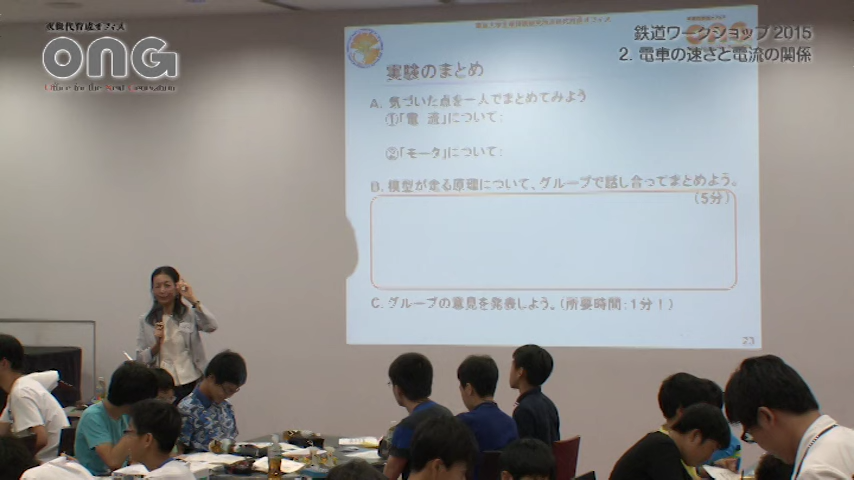 次世代育成オフィス
ONG
Office for the Next Generation
鉄道ワークショップ2015
2. 電車の速さと電流の関係
実験のまとめ
A. 気づいた点を一人でまとめてみよう
①「電 流」について:
②「モータ」について:
B. 模型が走る原理について、グループで話し合ってまとめよう。
(5分)
C. グループの意見を発表しよう。(所要時間:1分!)
23